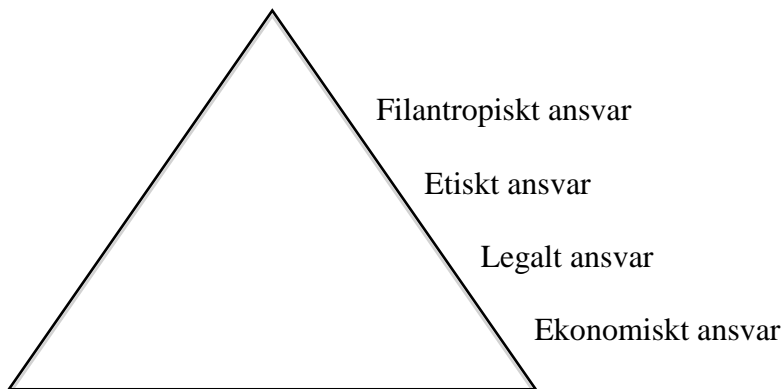 Filantropiskt ansvar
Etiskt ansvar
Legalt ansvar
Ekonomiskt ansvar